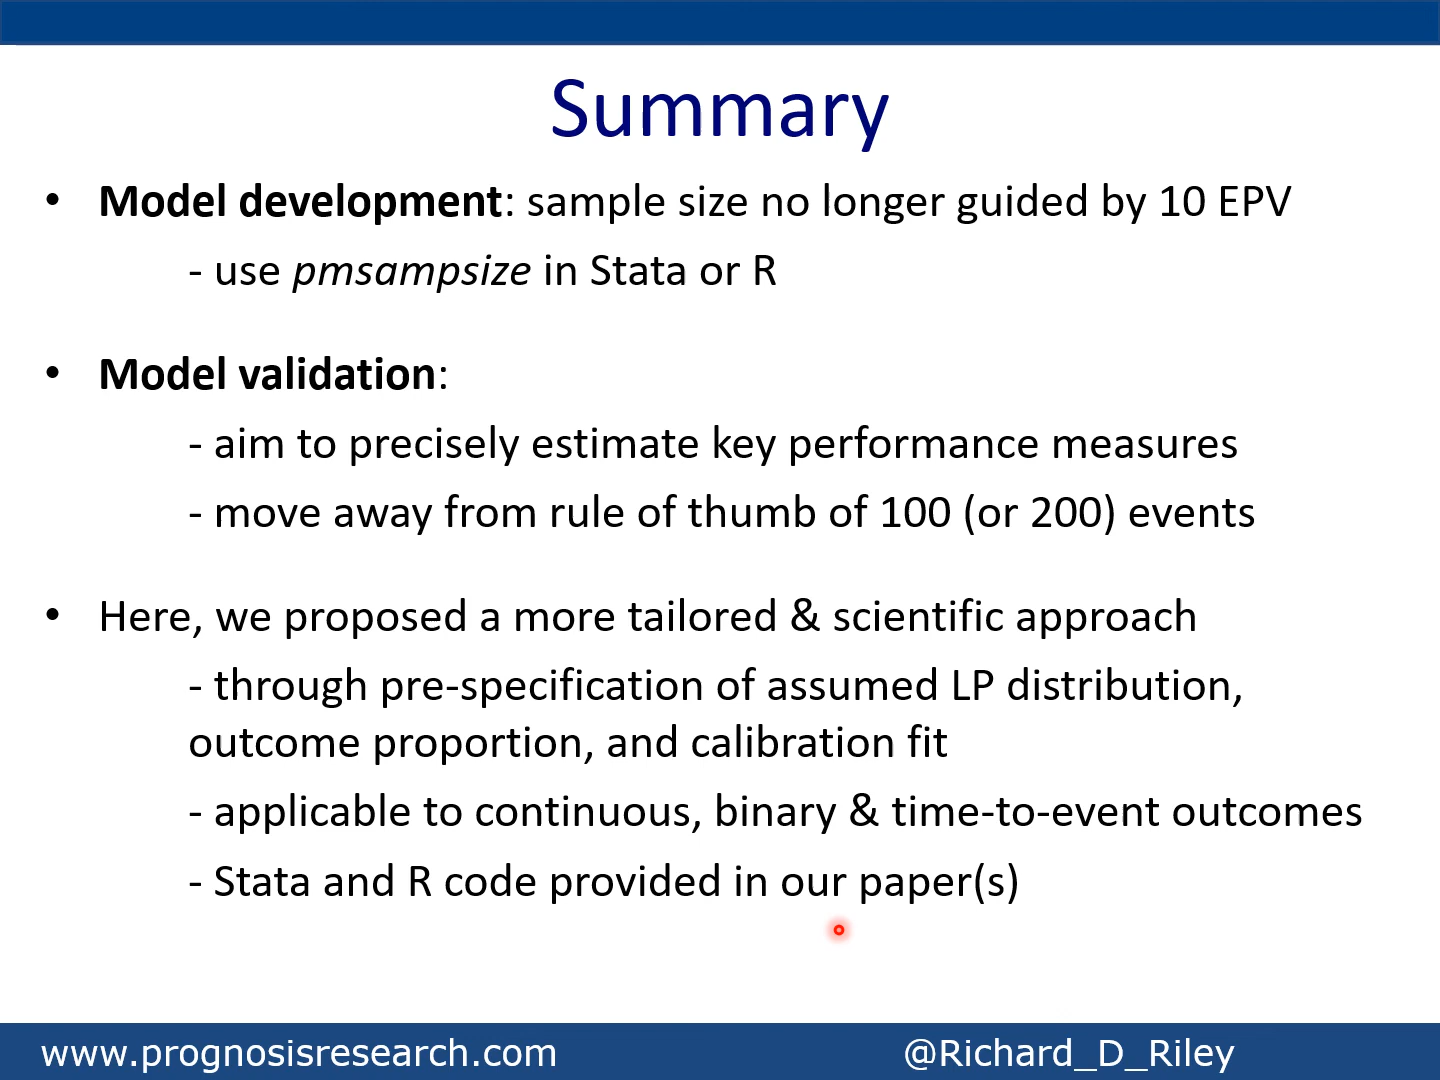 Summary
• Model development: sample size no longer guided by 10 EPV
- use pmsampsize in Stata or R
• Model validation:
- aim to precisely estimate key performance measures
- move away from rule of thumb of 100 (or 200) events
• Here, we proposed a more tailored & scientific approach
- through pre-specification of assumed LP distribution,
outcome proportion, and calibration fit
- applicable to continuous, binary & time-to-event outcomes
- Stata and R code provided in our paper(s)
www.prognosisresearch.com
@Richard_D_Riley